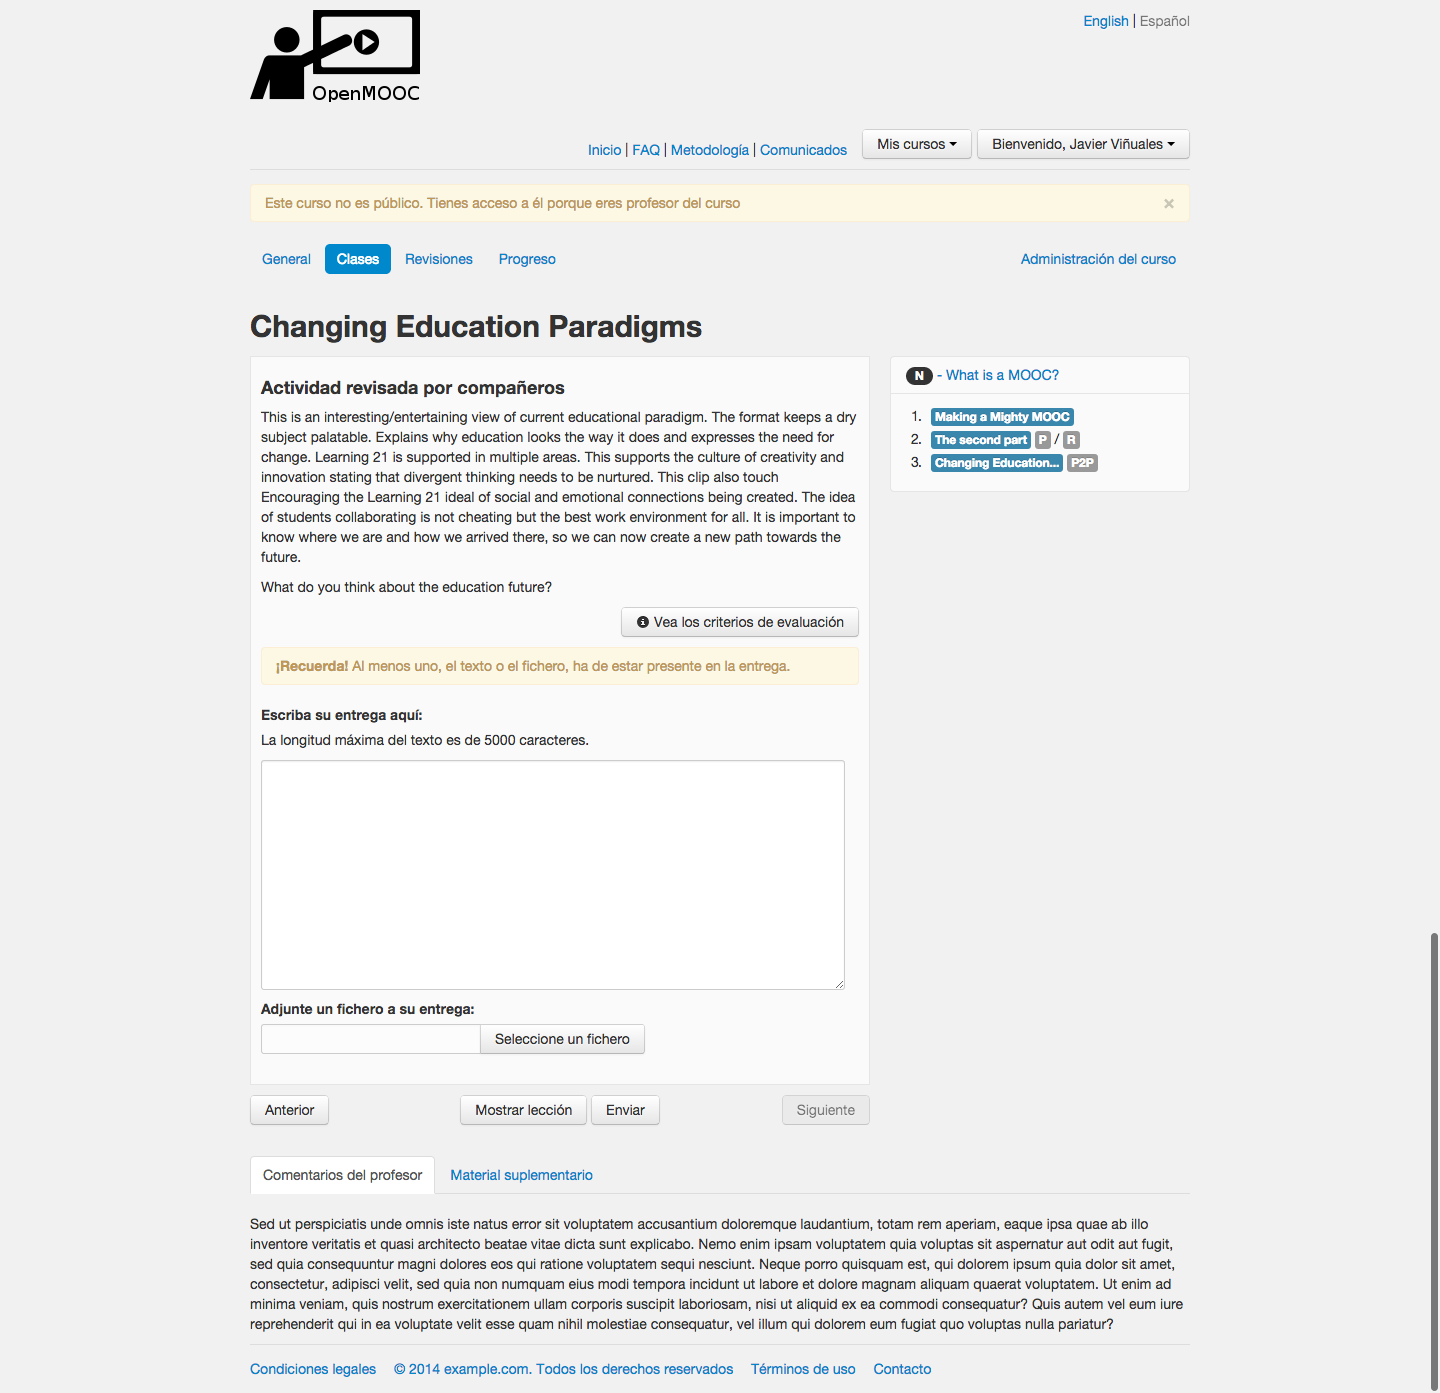 OpenMOOC
English | Español
Inicio | FAQ | Metodología | Comunicados
Mis cursos
Bienvenido, Javier Viñuales
Este curso no es público. Tienes acceso a él porque eres profesor del curso
×
General
Clases
Revisiones
Progreso
Administración del curso
Changing Education Paradigms
Actividad revisada por compañeros
This is an interesting/entertaining view of current educational paradigm. The format keeps a dry
subject palatable. Explains why education looks the way it does and expresses the need for
change. Learning 21 is supported in multiple areas. This supports the culture of creativity and
innovation stating that divergent thinking needs to be nurtured. This clip also touch
Encouraging the Learning 21 ideal of social and emotional connections being created. The idea
of students collaborating is not cheating but the best work environment for all. It is important to
know where we are and how we arrived there, so we can now create a new path towards the
future.
What do you think about the education future?
Vea los criterios de evaluación
¡Recuerda! Al menos uno, el texto o el fichero, ha de estar presente en la entrega.
Escriba su entrega aquí:
La longitud máxima del texto es de 5000 caracteres.
Adjunte un fichero a su entrega:
Seleccione un fichero
Anterior
Mostrar lección
Enviar
Siguiente
N - What is a MOOC?
1. Making a Mighty MOOC
2. The second part P / R
3. Changing Education... P2P
Comentarios del profesor
Material suplementario
Sed ut perspiciatis unde omnis iste natus error sit voluptatem accusantium doloremque laudantium, totam rem aperiam, eaque ipsa quae ab illo
inventore veritatis et quasi architecto beatae vitae dicta sunt explicabo. Nemo enim ipsam voluptatem quia voluptas sit aspernatur aut odit aut fugit,
sed quia consequuntur magni dolores eos qui ratione voluptatem sequi nesciunt. Neque porro quisquam est, qui dolorem ipsum quia dolor sit amet,
consectetur, adipisci velit, sed quia non numquam eius modi tempora incidunt ut labore et dolore magnam aliquam quaerat voluptatem. Ut enim ad
minima veniam, quis nostrum exercitationem ullam corporis suscipit laboriosam, nisi ut aliquid ex ea commodi consequatur? Quis autem vel eum iure
reprehenderit qui in ea voluptate velit esse quam nihil molestiae consequatur, vel illum qui dolorem eum fugiat quo voluptas nulla pariatur?
Condiciones legales
© 2014 example.com. Todos los derechos reservados
Términos de uso
Contacto